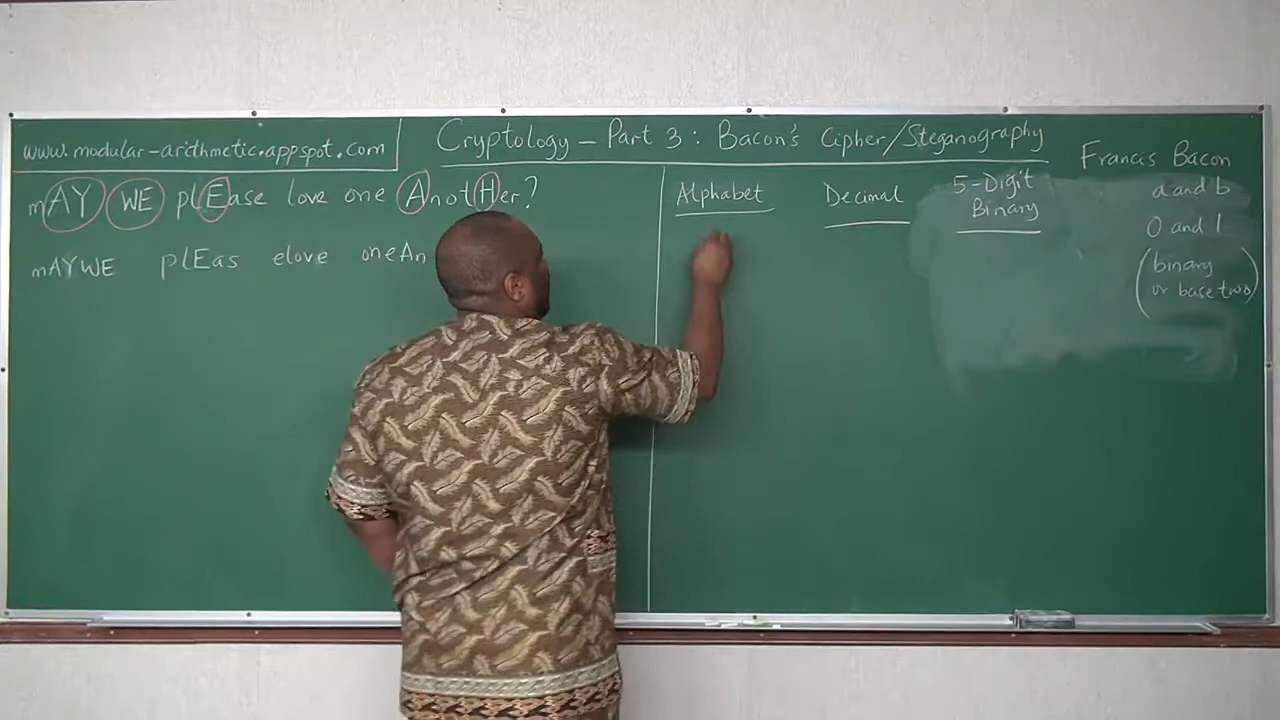 www.modular-arithmetic.appspot.com
Cryptology - Part 3: Bacon's Cipher/Steganography
mAY WE plEase love one AnotHer?
mAYWE plEas elove oneAn
Alphabet Decimal 5-Digit Binary
Francis Bacon
a and b
0 and 1
(binary
or base two)